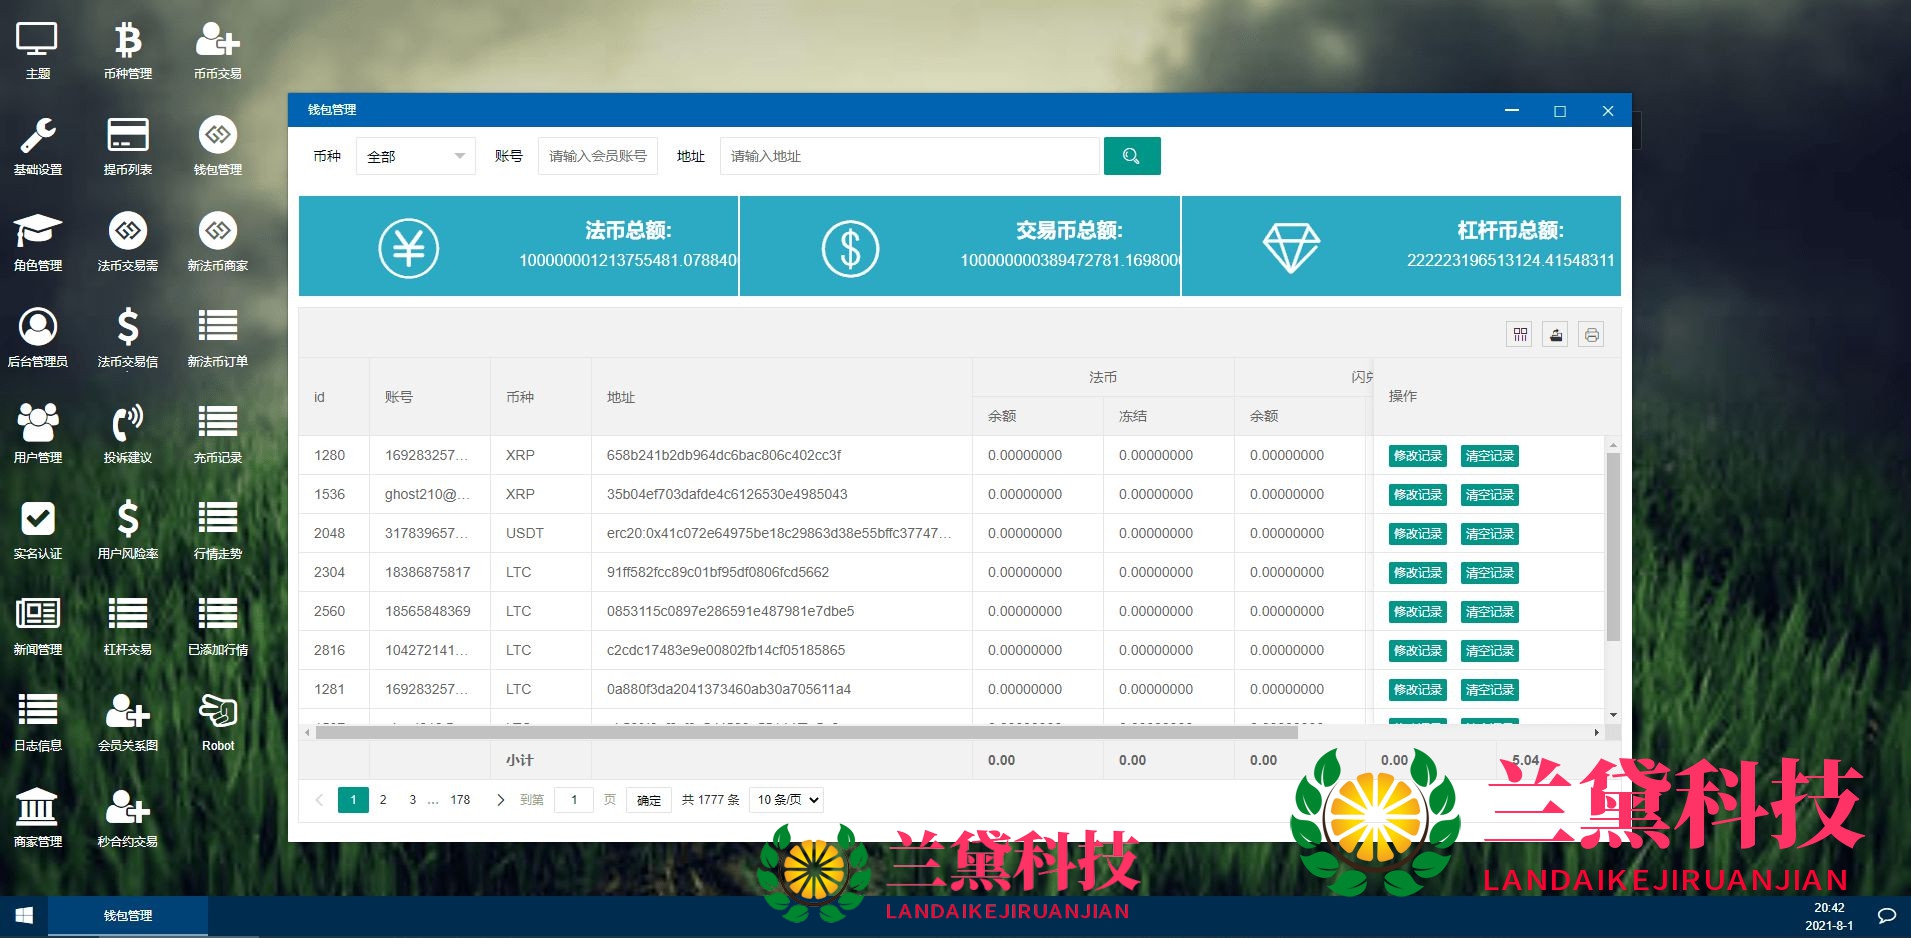 主题
币种管理
币币交易
基础设置
提币列表
钱包管理
角色管理
法币交易需
新法币商家
后台管理员
法币交易信
新法币订单
用户管理
投诉建议
充币记录
实名认证
用户风险率
行情走势
新闻管理
杠杆交易
已添加行情
日志信息
会员关系图
Robot
商家管理
秒合约交易
钱包管理
币种 全部 账号 请输入会员账号 地址 请输入地址
法币总额:
100000001213755481.078840
交易币总额:
100000000389472781.169800
杠杆币总额:
222223196513124.41548311
id 账号 币种 地址 法币 闪 操作
余额 冻结 余额
1280 169283257... XRP 658b241b2db964dc6bac806c402cc3f 0.00000000 0.00000000 0.00000000 修改记录 清空记录
1536 ghost210@... XRP 35b04ef703dafde4c6126530e4985043 0.00000000 0.00000000 0.00000000 修改记录 清空记录
2048 317839657... USDT erc20:0x41c072e64975be18c29863d38e55bffc37747... 0.00000000 0.00000000 0.00000000 修改记录 清空记录
2304 18386875817 LTC 91ff582fcc89c01bf95df0806fcd5662 0.00000000 0.00000000 0.00000000 修改记录 清空记录
2560 18565848369 LTC 0853115c0897e286591e487981e7dbe5 0.00000000 0.00000000 0.00000000 修改记录 清空记录
2816 104272141... LTC c2cdc17483e9e00802fb14cf05185865 0.00000000 0.00000000 0.00000000 修改记录 清空记录
1281 169283257... LTC 0a880f3da2041373460ab30a705611a4 0.00000000 0.00000000 0.00000000 修改记录 清空记录
小计 0.00 0.00 0.00 0.00 5.04
1 2 3 ... 178 到第 1 页 确定 共 1777 条 10 条/页
兰黛科技
LANDAIKEJIRUANJIAN
兰黛科技
LANDAIKEJIRUANJIAN
钱包管理
20:42
2021-8-1